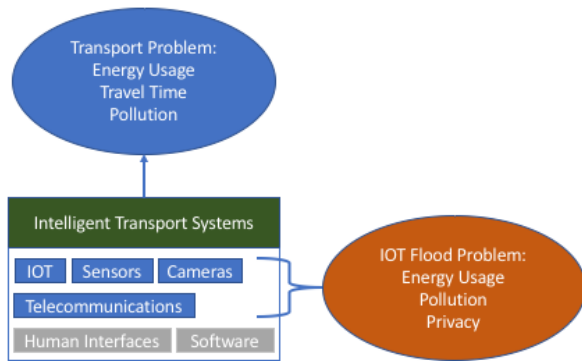 Transport Problem:
Energy Usage
Travel Time
Pollution
Intelligent Transport Systems
IOT Sensors Cameras
Telecommunications
Human Interfaces Software
IOT Flood Problem:
Energy Usage
Pollution
Privacy